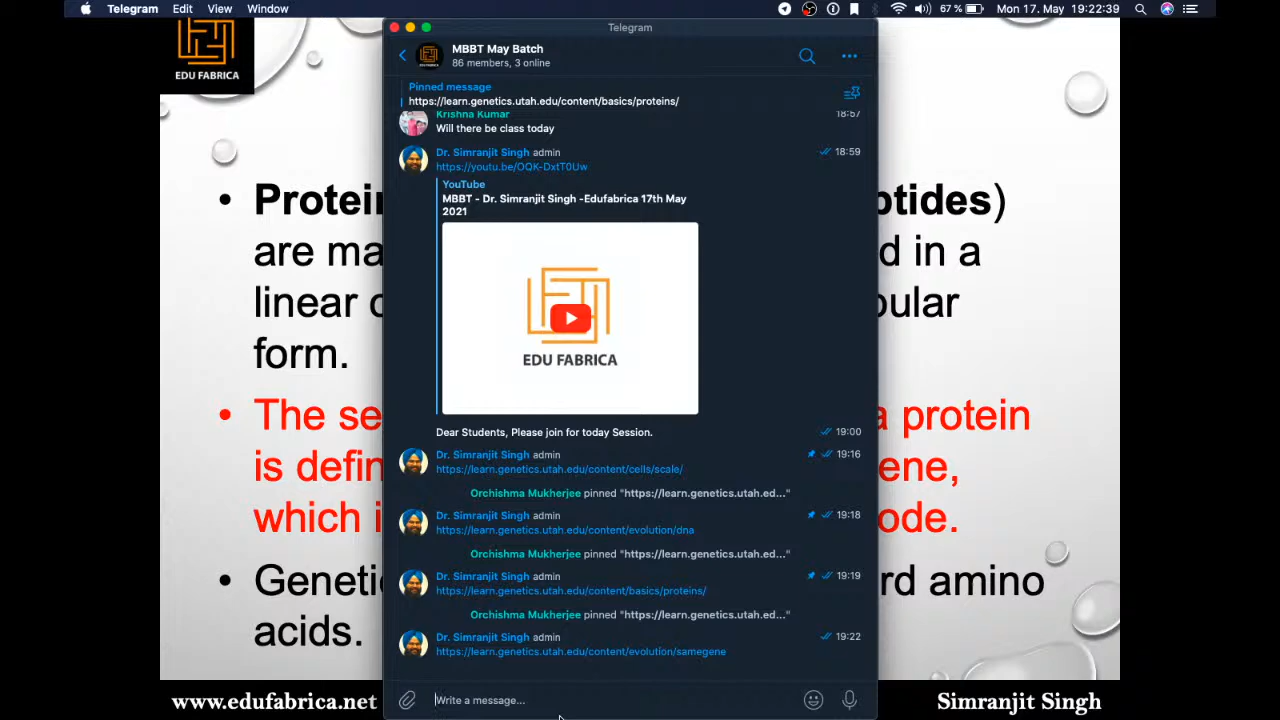 Telegram Edit View Window
67 % Mon 17. May 19:22:39
EDU FABRICA
Telegram
MBBT May Batch
86 members, 3 online
Pinned message
https://learn.genetics.utah.edu/content/basics/proteins/
Krishna Kumar 18:57
Will there be class today
Dr. Simranjit Singh admin 18:59
https://youtu.be/OQK-DxtT0Uw
YouTube
MBBT - Dr. Simranjit Singh -Edufabrica 17th May
2021
EDU FABRICA
Dear Students, Please join for today Session. 19:00
Dr. Simranjit Singh admin 19:16
https://learn.genetics.utah.edu/content/cells/scale/
Orchishma Mukherjee pinned "https://learn.genetics.utah.ed..."
Dr. Simranjit Singh admin 19:18
https://learn.genetics.utah.edu/content/evolution/dna
Orchishma Mukherjee pinned "https://learn.genetics.utah.ed..."
Dr. Simranjit Singh admin 19:19
https://learn.genetics.utah.edu/content/basics/proteins/
Orchishma Mukherjee pinned "https://learn.genetics.utah.ed..."
Dr. Simranjit Singh admin 19:22
https://learn.genetics.utah.edu/content/evolution/samegene
Write a message...
• Protei ptides)
are ma d in a
linear bular
form.
• The se a protein
is defin ene,
which i ode.
• Geneti rd amino
acids.
www.edufabrica.net Simranjit Singh